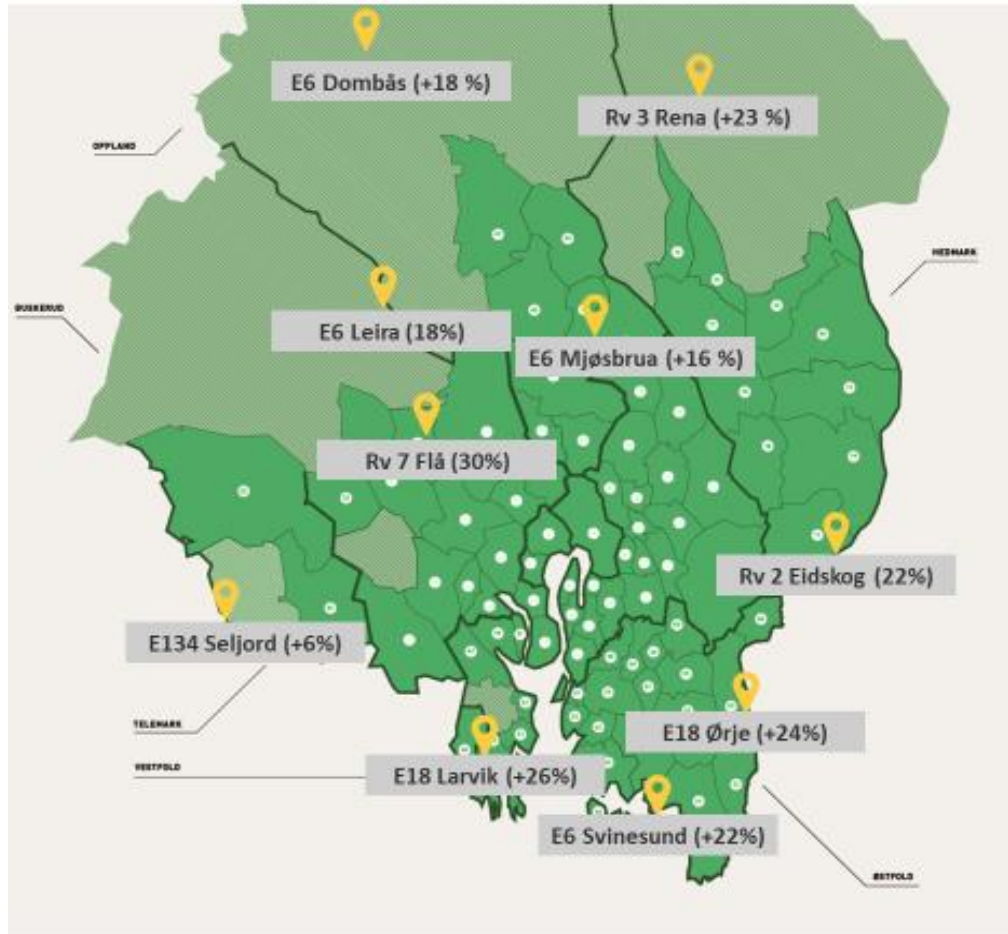 E6 Dombås (+18 %)
Rv 3 Rena (+23 %)
OPPLAND
HEDMARK
BUSKERUD
E6 Leira (18%)
E6 Mjøsbrua (+16 %)
Rv 7 Flå (30%)
Rv 2 Eidskog (22%)
E134 Seljord (+6%)
TELEMARK
E18 Ørje (+24%)
VESTFOLD
E18 Larvik (+26%)
E6 Svinesund (+22%)
ØSTFOLD